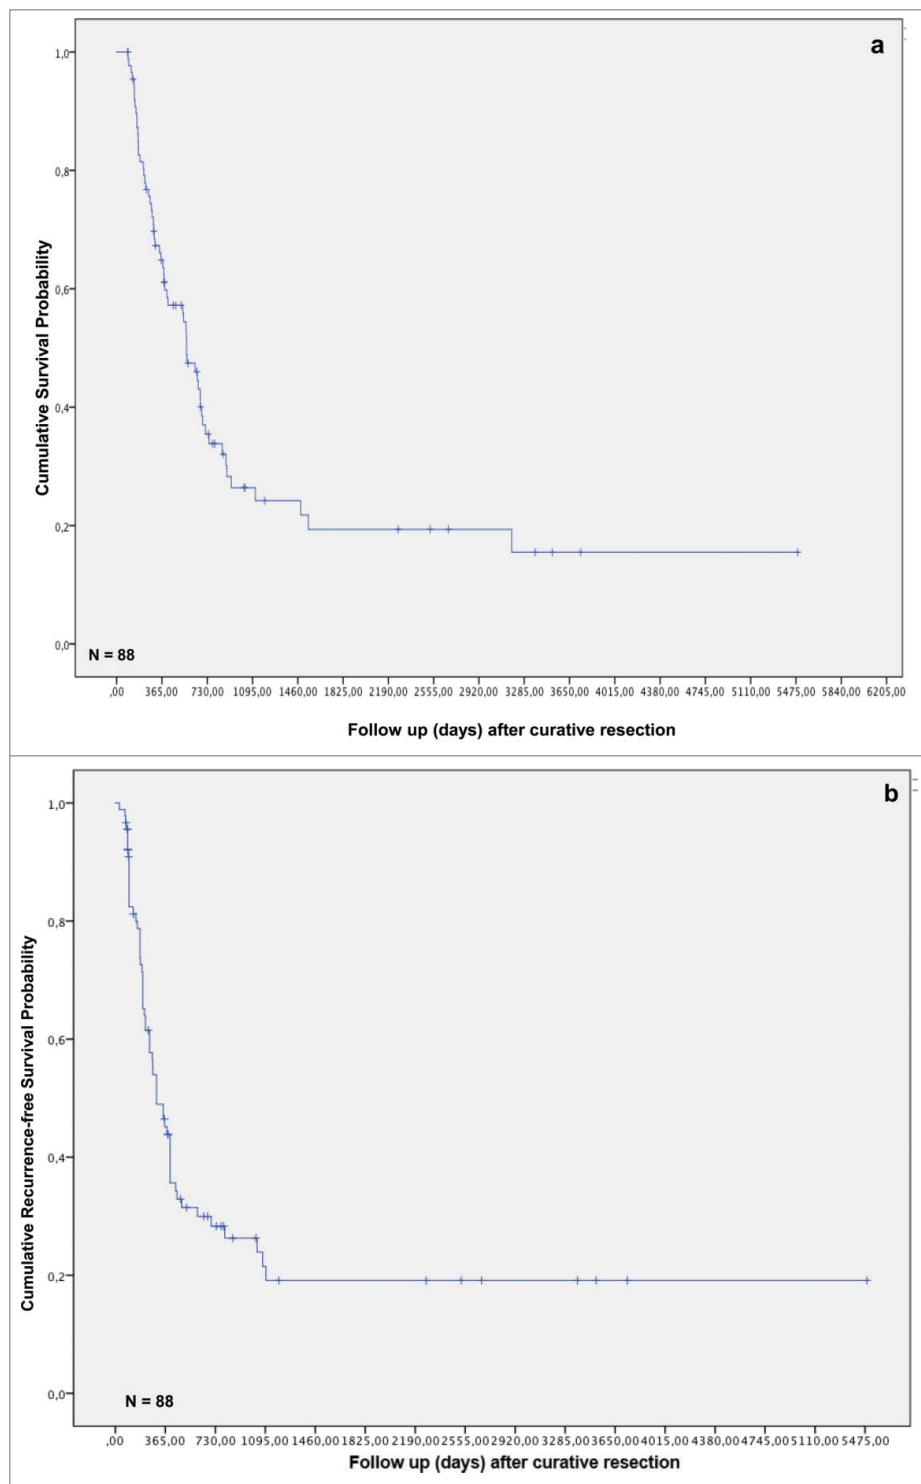 a
Cumulative Survival Probability
1,0
0,8
0,6
0,4
0,2
0,0
N = 88
,00 365,00 730,00 1095,00 1460,00 1825,00 2190,00 2555,00 2920,00 3285,00 3650,00 4015,00 4380,00 4745,00 5110,00 5475,00 5840,00 6205,00
Follow up (days) after curative resection
b
Cumulative Recurrence-free Survival Probability
1,0
0,8
0,6
0,4
0,2
0,0
N = 88
,00 365,00 730,00 1095,00 1460,00 1825,00 2190,00 2555,00 2920,00 3285,00 3650,00 4015,00 4380,00 4745,00 5110,00 5475,00
Follow up (days) after curative resection